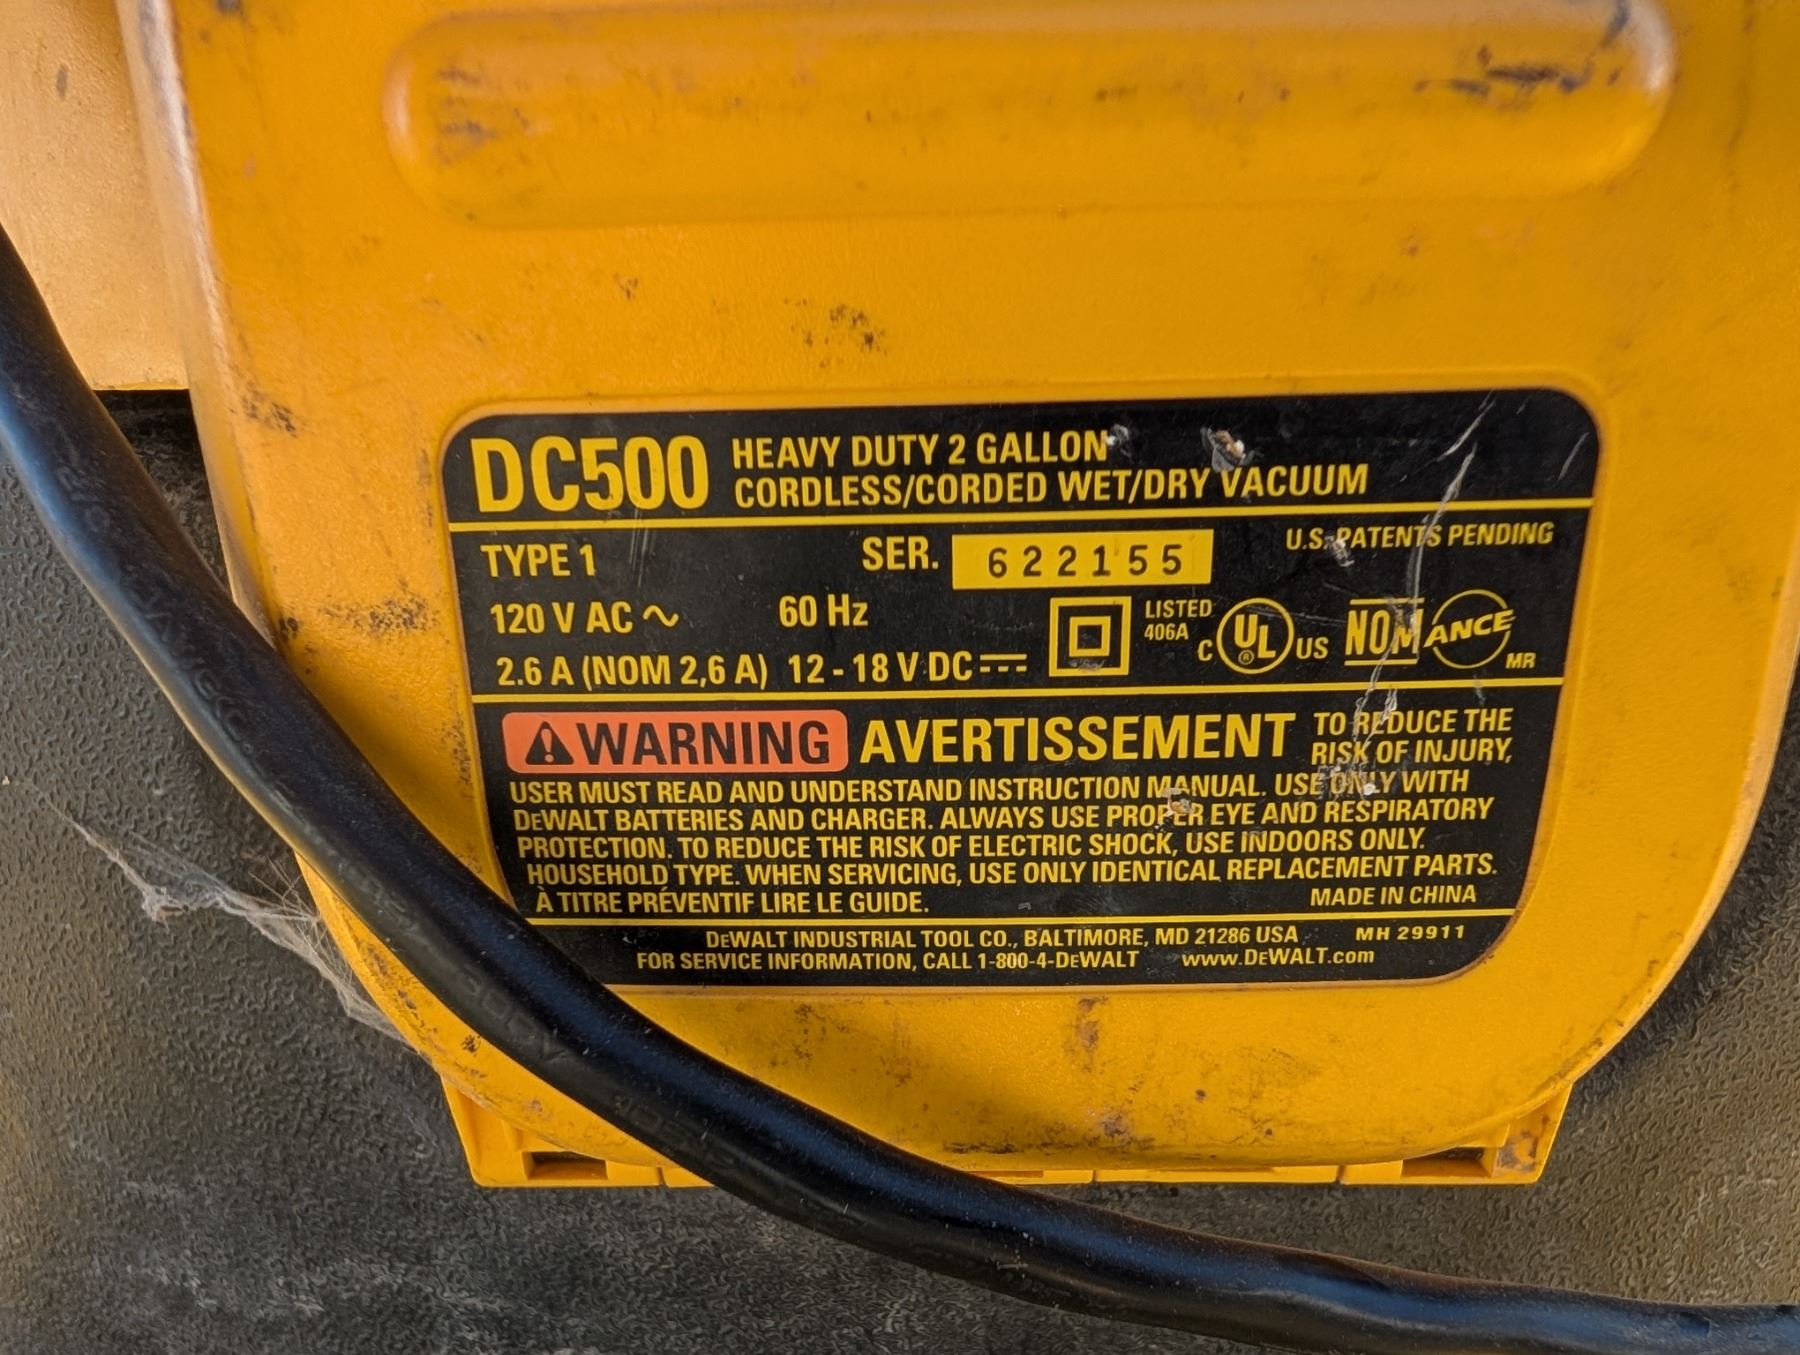 DC500 HEAVY DUTY 2 GALLON
CORDLESS/CORDED WET/DRY VACUUM
TYPE 1 SER. 622155 U.S. PATENTS PENDING
120 V AC ~ 60 Hz
2.6 A (NOM 2,6 A) 12 - 18 V DC ⎓
LISTED
406A
C UL ® US NOM ANCE MR
⚠ WARNING AVERTISSEMENT TO REDUCE THE
RISK OF INJURY,
USER MUST READ AND UNDERSTAND INSTRUCTION MANUAL. USE ONLY WITH
DEWALT BATTERIES AND CHARGER. ALWAYS USE PROPER EYE AND RESPIRATORY
PROTECTION. TO REDUCE THE RISK OF ELECTRIC SHOCK, USE INDOORS ONLY.
HOUSEHOLD TYPE. WHEN SERVICING, USE ONLY IDENTICAL REPLACEMENT PARTS.
À TITRE PRÉVENTIF LIRE LE GUIDE. MADE IN CHINA
DEWALT INDUSTRIAL TOOL CO., BALTIMORE, MD 21286 USA MH 29911
FOR SERVICE INFORMATION, CALL 1-800-4-DEWALT www.DEWALT.com